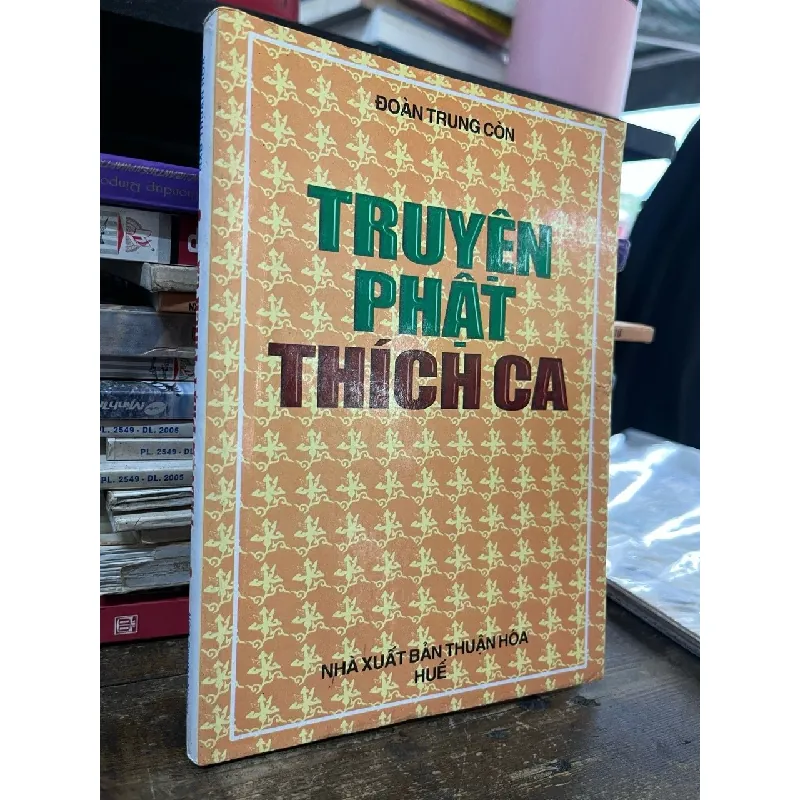 ĐOÀN TRUNG CÒN
TRUYỆN
PHẬT
THÍCH CA
NHÀ XUẤT BẢN THUẬN HÓA
HUẾ
PL. 2549 - DL. 2005
PL. 2549 - DL.
PL. 2549 - DL. 2005